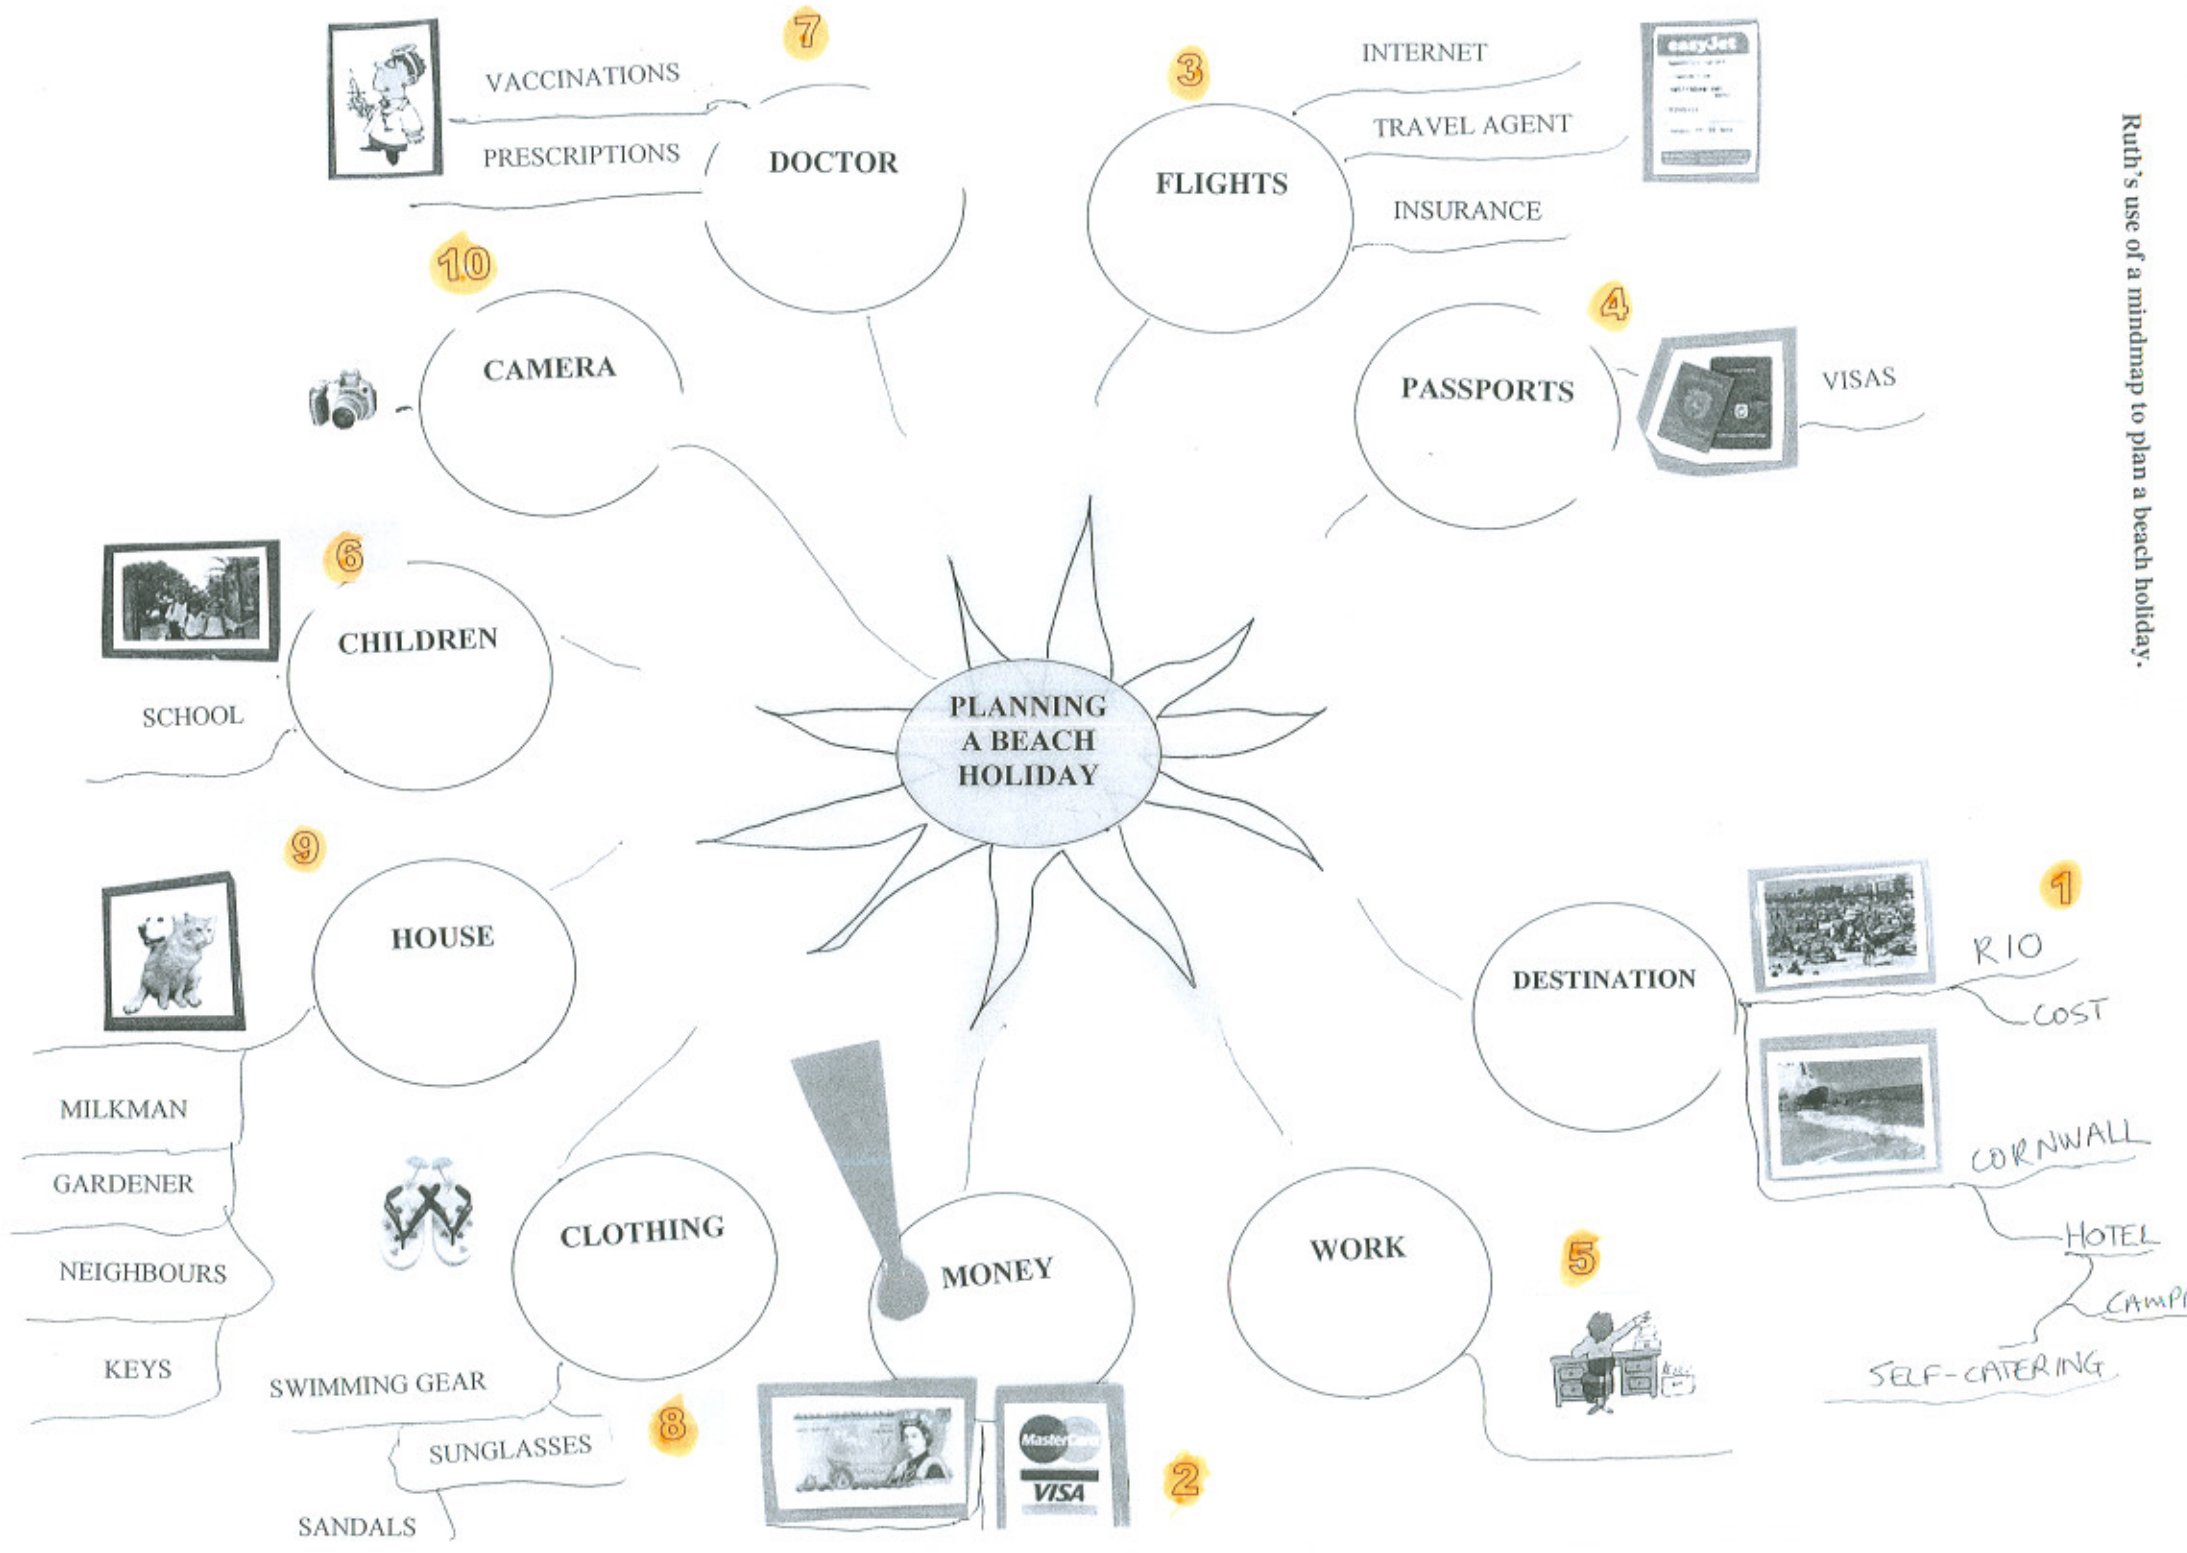 Ruth's use of a mindmap to plan a beach holiday.
PLANNING
A BEACH
HOLIDAY
1
DESTINATION
RIO
COST
CORNWALL
HOTEL
SELF-CATERING
2
MONEY
MasterCard
VISA
3
FLIGHTS
INTERNET
TRAVEL AGENT
INSURANCE
easyJet
4
PASSPORTS
VISAS
5
WORK
6
CHILDREN
SCHOOL
7
DOCTOR
VACCINATIONS
PRESCRIPTIONS
8
CLOTHING
SWIMMING GEAR
SUNGLASSES
SANDALS
9
HOUSE
MILKMAN
GARDENER
NEIGHBOURS
KEYS
10
CAMERA